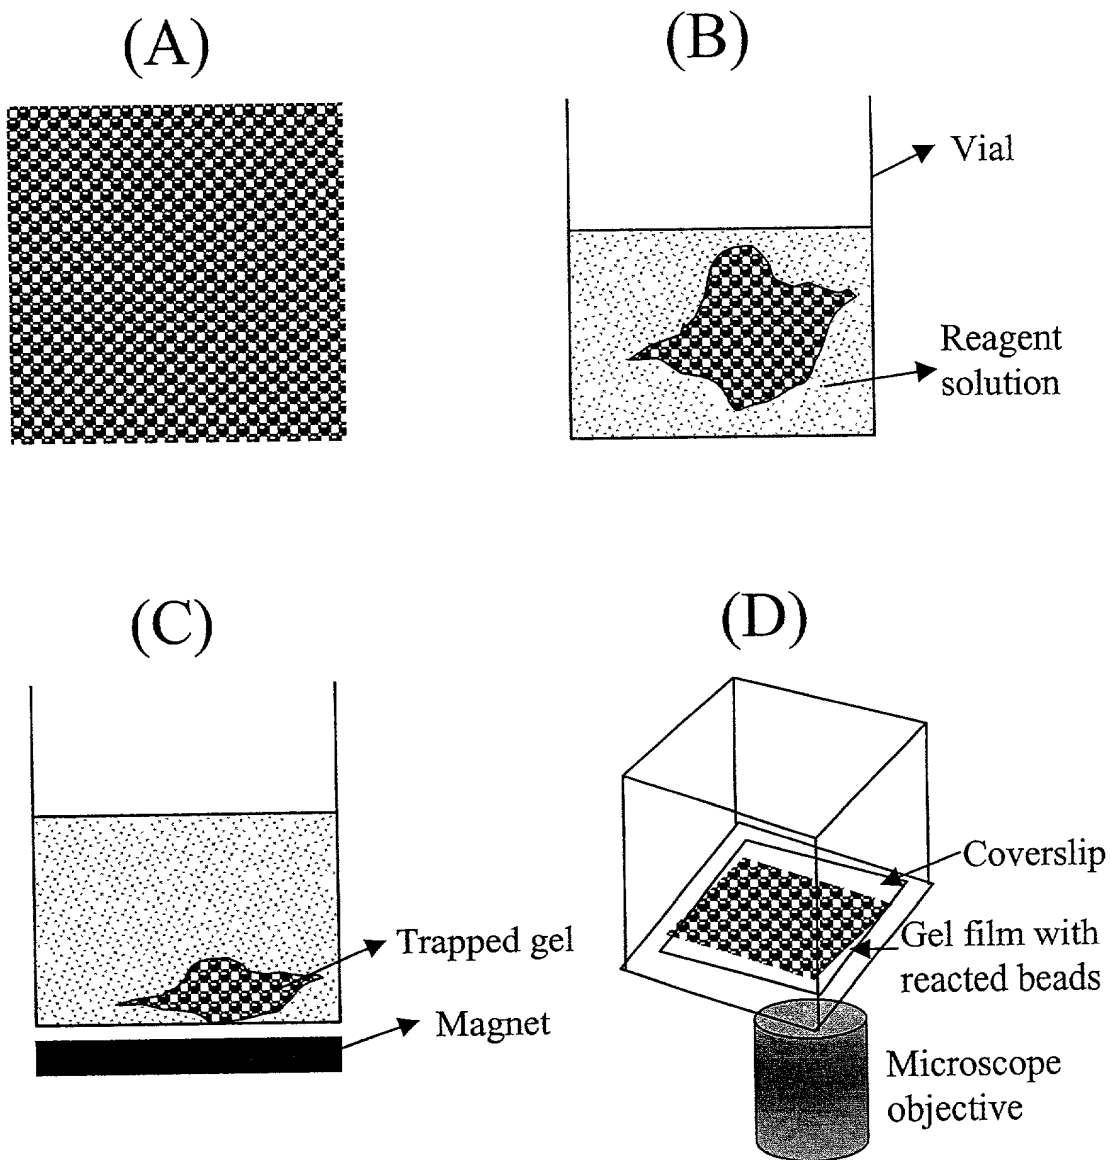 (A)
(B)
Vial
Reagent
solution
(C)
(D)
Coverslip
Trapped gel
Gel film with
reacted beads
Magnet
Microscope
objective